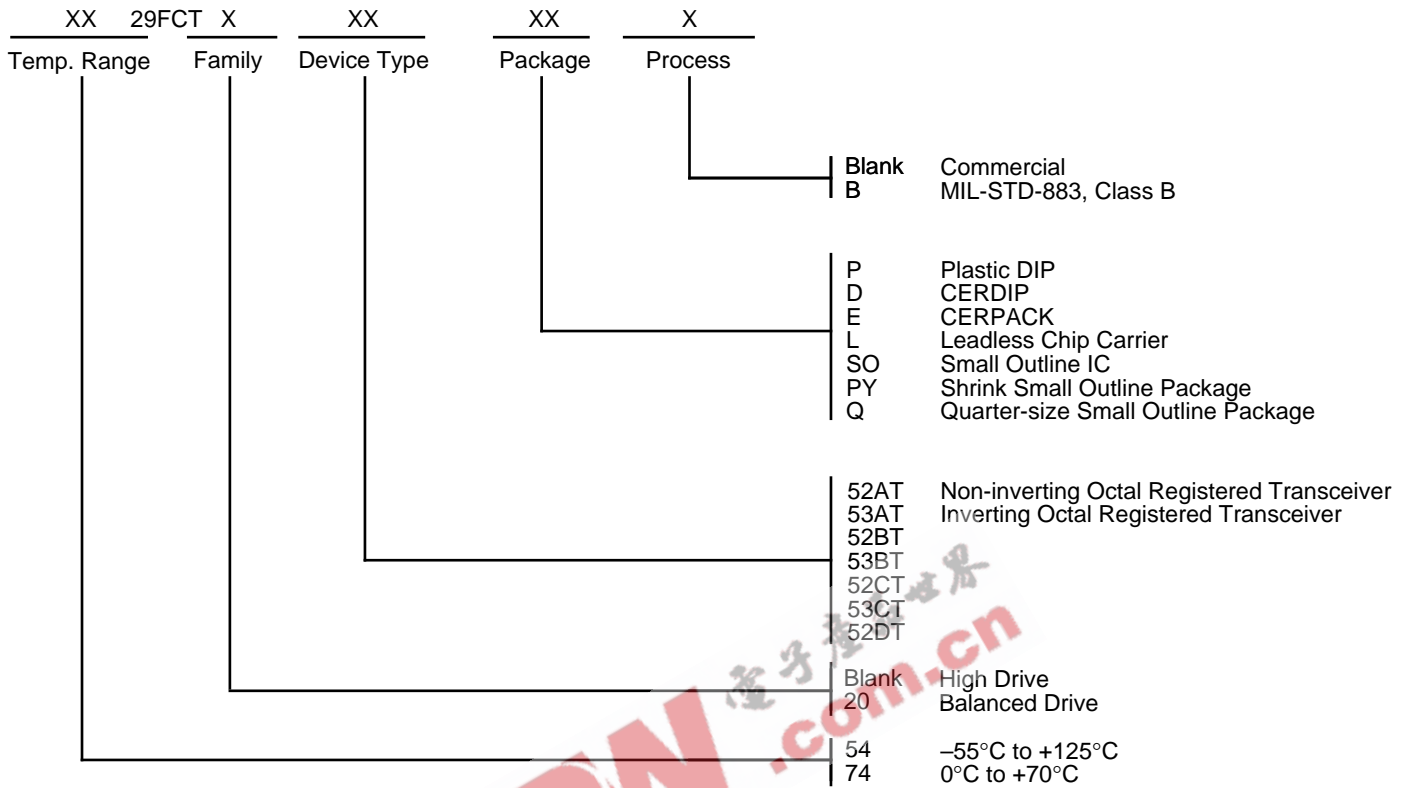 XX 29FCT X XX XX X
Temp. Range Family Device Type Package Process
Blank Commercial
B MIL-STD-883, Class B
P Plastic DIP
D CERDIP
E CERPACK
L Leadless Chip Carrier
SO Small Outline IC
PY Shrink Small Outline Package
Q Quarter-size Small Outline Package
52AT Non-inverting Octal Registered Transceiver
53AT Inverting Octal Registered Transceiver
52BT
53BT
52CT
53CT
52DT
Blank High Drive
20 Balanced Drive
54 –55°C to +125°C
74 0°C to +70°C
.com.cn